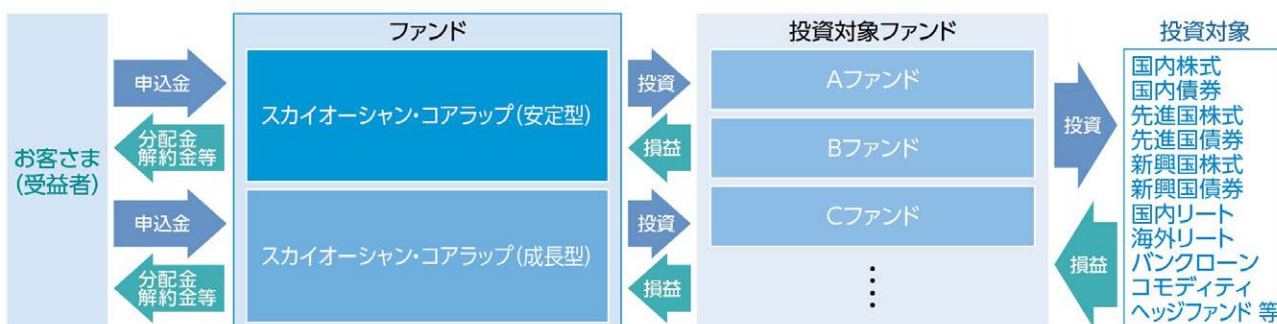 お客さま
(受益者)
申込金
分配金
解約金等
申込金
分配金
解約金等
ファンド
スカイオーシャン・コアラップ(安定型)
スカイオーシャン・コアラップ(成長型)
投資
損益
投資
損益
投資対象ファンド
Aファンド
Bファンド
Cファンド
投資
損益
投資対象
国内株式
国内債券
先進国株式
先進国債券
新興国株式
新興国債券
国内リート
海外リート
バンクローン
コモディティ
ヘッジファンド 等